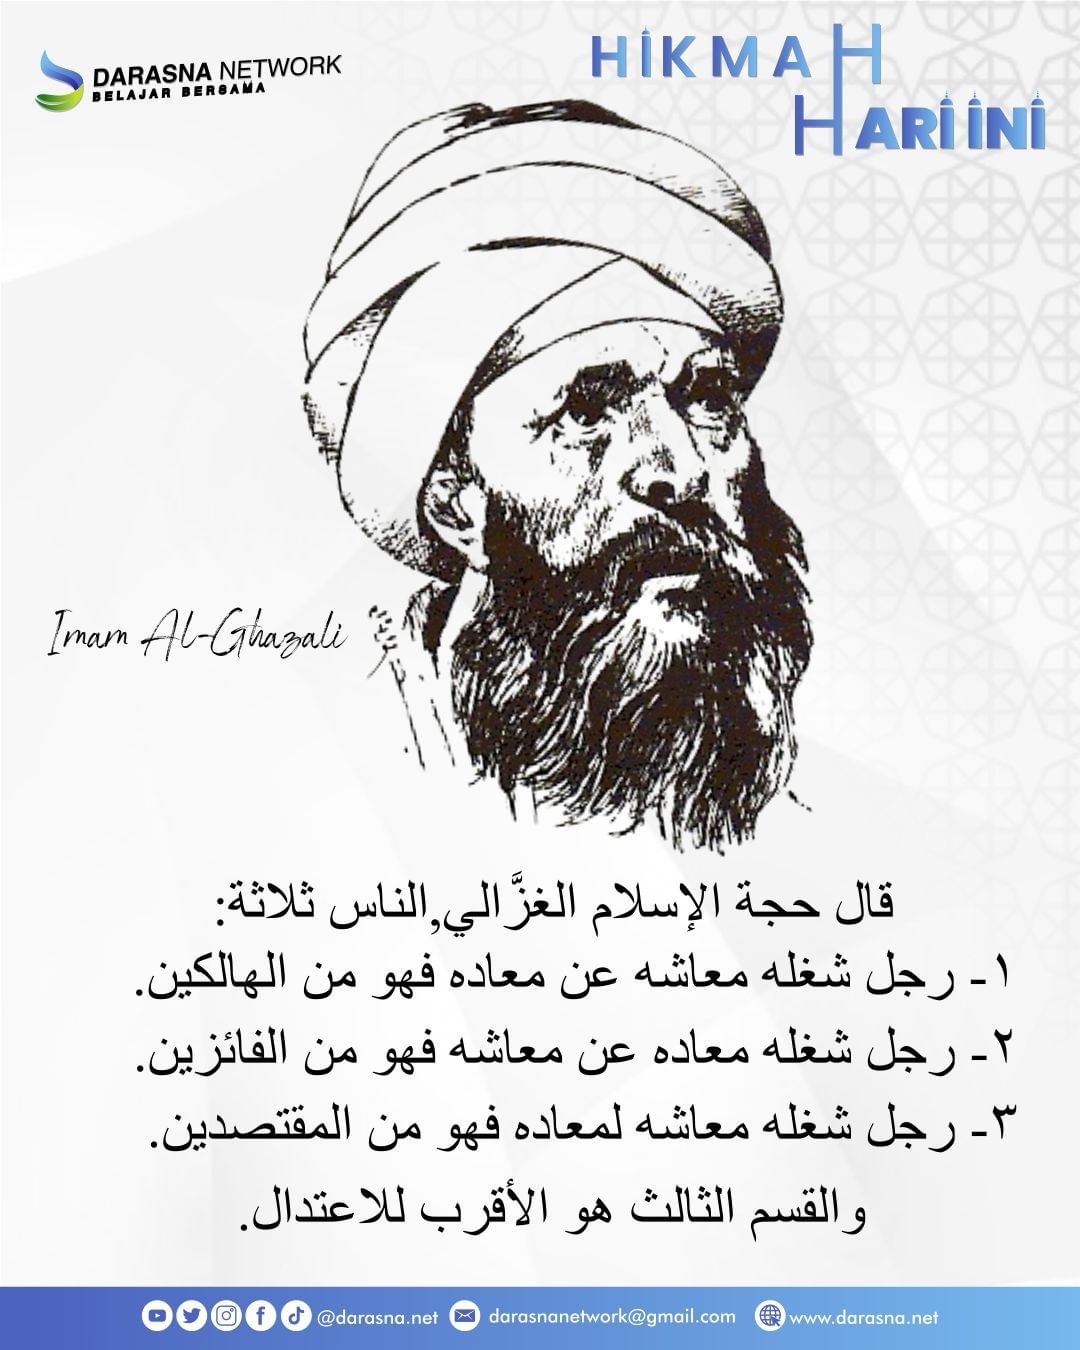 DARASNA NETWORK
BELAJAR BERSAMA
HIKMAH
HARI INI
Imam Al-Ghazali
قال حجة الإسلام الغزَّالي,الناس ثلاثة:
١- رجل شغله معاشه عن معاده فهو من الهالكين.
٢- رجل شغله معاده عن معاشه فهو من الفائزين.
٣- رجل شغله معاشه لمعاده فهو من المقتصدين.
والقسم الثالث هو الأقرب للاعتدال.
@darasna.net darasnanetwork@gmail.com www.darasna.net